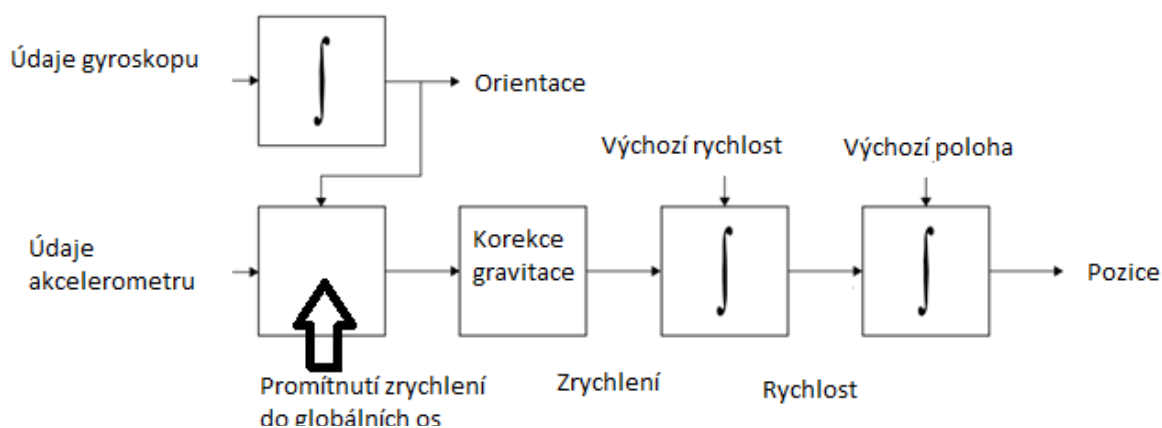 Údaje gyroskopu
∫
Orientace
Výchozí rychlost
Výchozí poloha
Údaje
akcelerometru
Korekce
gravitace
∫
∫
Pozice
Promítnutí zrychlení
do globálních os
Zrychlení
Rychlost